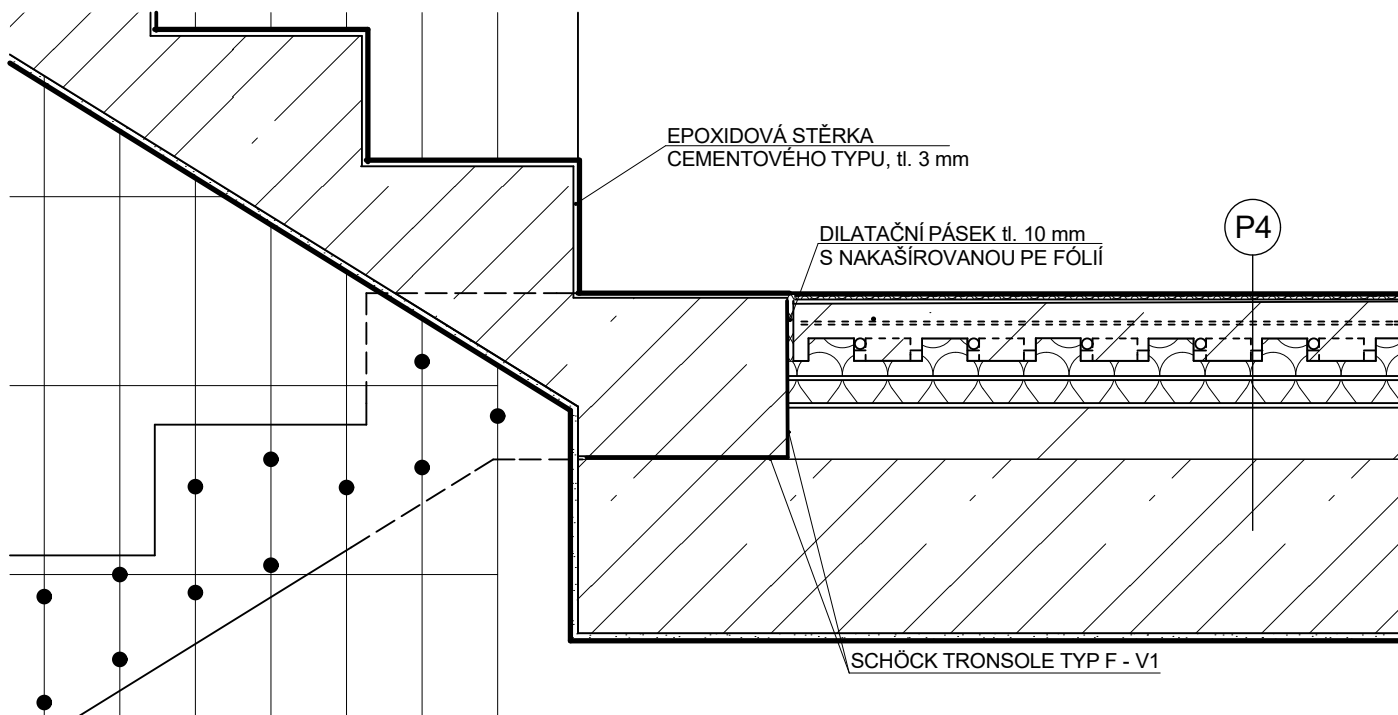 EPOXIDOVÁ STĚRKA
CEMENTOVÉHO TYPU, tl. 3 mm
DILATAČNÍ PÁSEK tl. 10 mm
S NAKAŠÍROVANOU PE FÓLIÍ
P4
SCHÖCK TRONSOLE TYP F - V1